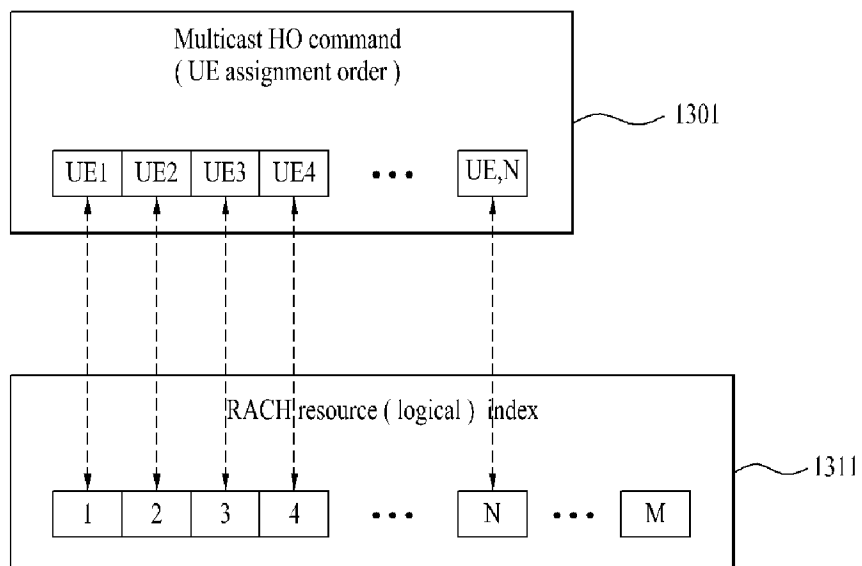 Multicast HO command
( UE assignment order )
1301
UE1 UE2 UE3 UE4 ••• UE,N
RACH resource ( logical ) index
1311
1 2 3 4 ••• N ••• M